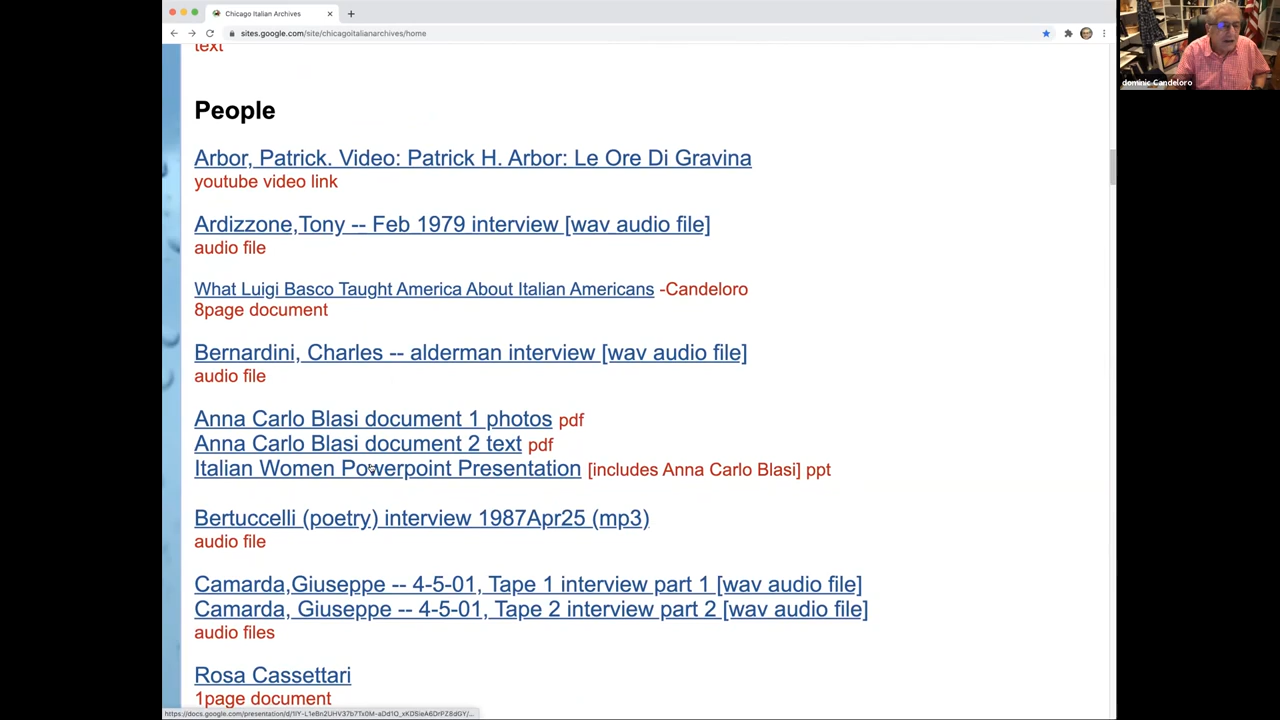 Chicago Italian Archives
sites.google.com/site/chicagoitalianarchives/home
dominic Candeloro
text
People
Arbor, Patrick. Video: Patrick H. Arbor: Le Ore Di Gravina
youtube video link
Ardizzone,Tony -- Feb 1979 interview [wav audio file]
audio file
What Luigi Basco Taught America About Italian Americans -Candeloro
8page document
Bernardini, Charles -- alderman interview [wav audio file]
audio file
Anna Carlo Blasi document 1 photos pdf
Anna Carlo Blasi document 2 text pdf
Italian Women Powerpoint Presentation [includes Anna Carlo Blasi] ppt
Bertuccelli (poetry) interview 1987Apr25 (mp3)
audio file
Camarda,Giuseppe -- 4-5-01, Tape 1 interview part 1 [wav audio file]
Camarda, Giuseppe -- 4-5-01, Tape 2 interview part 2 [wav audio file]
audio files
Rosa Cassettari
1page document